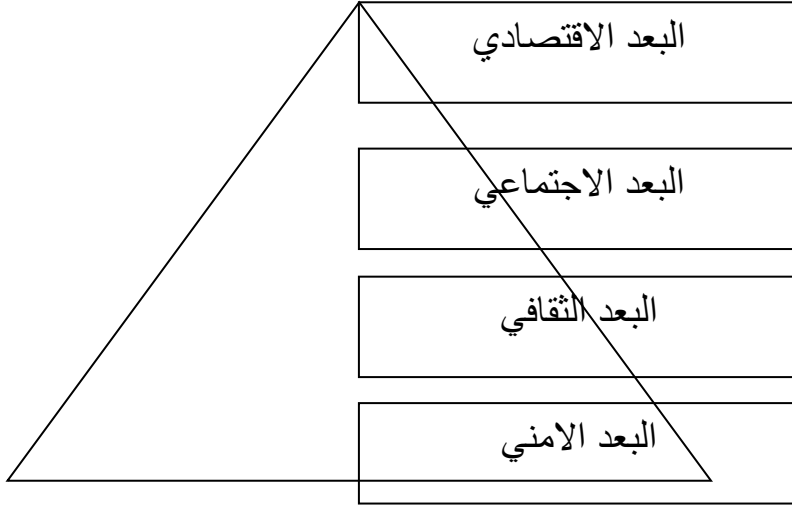 البعد الاقتصادي
البعد الاجتماعي
البعد الثقافي
البعد الامني